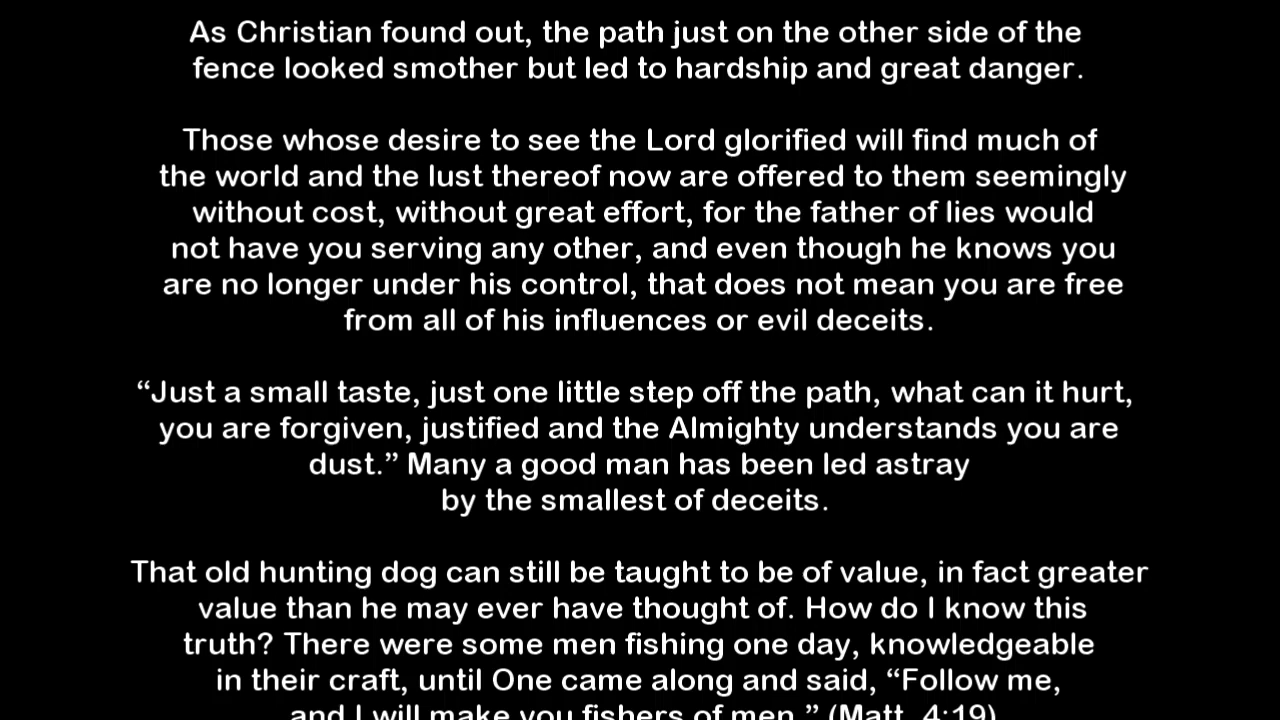 As Christian found out, the path just on the other side of the
fence looked smother but led to hardship and great danger.
Those whose desire to see the Lord glorified will find much of
the world and the lust thereof now are offered to them seemingly
without cost, without great effort, for the father of lies would
not have you serving any other, and even though he knows you
are no longer under his control, that does not mean you are free
from all of his influences or evil deceits.
“Just a small taste, just one little step off the path, what can it hurt,
you are forgiven, justified and the Almighty understands you are
dust.” Many a good man has been led astray
by the smallest of deceits.
That old hunting dog can still be taught to be of value, in fact greater
value than he may ever have thought of. How do I know this
truth? There were some men fishing one day, knowledgeable
in their craft, until One came along and said, “Follow me,
and I will make you fishers of men.” (Matt. 4:19)